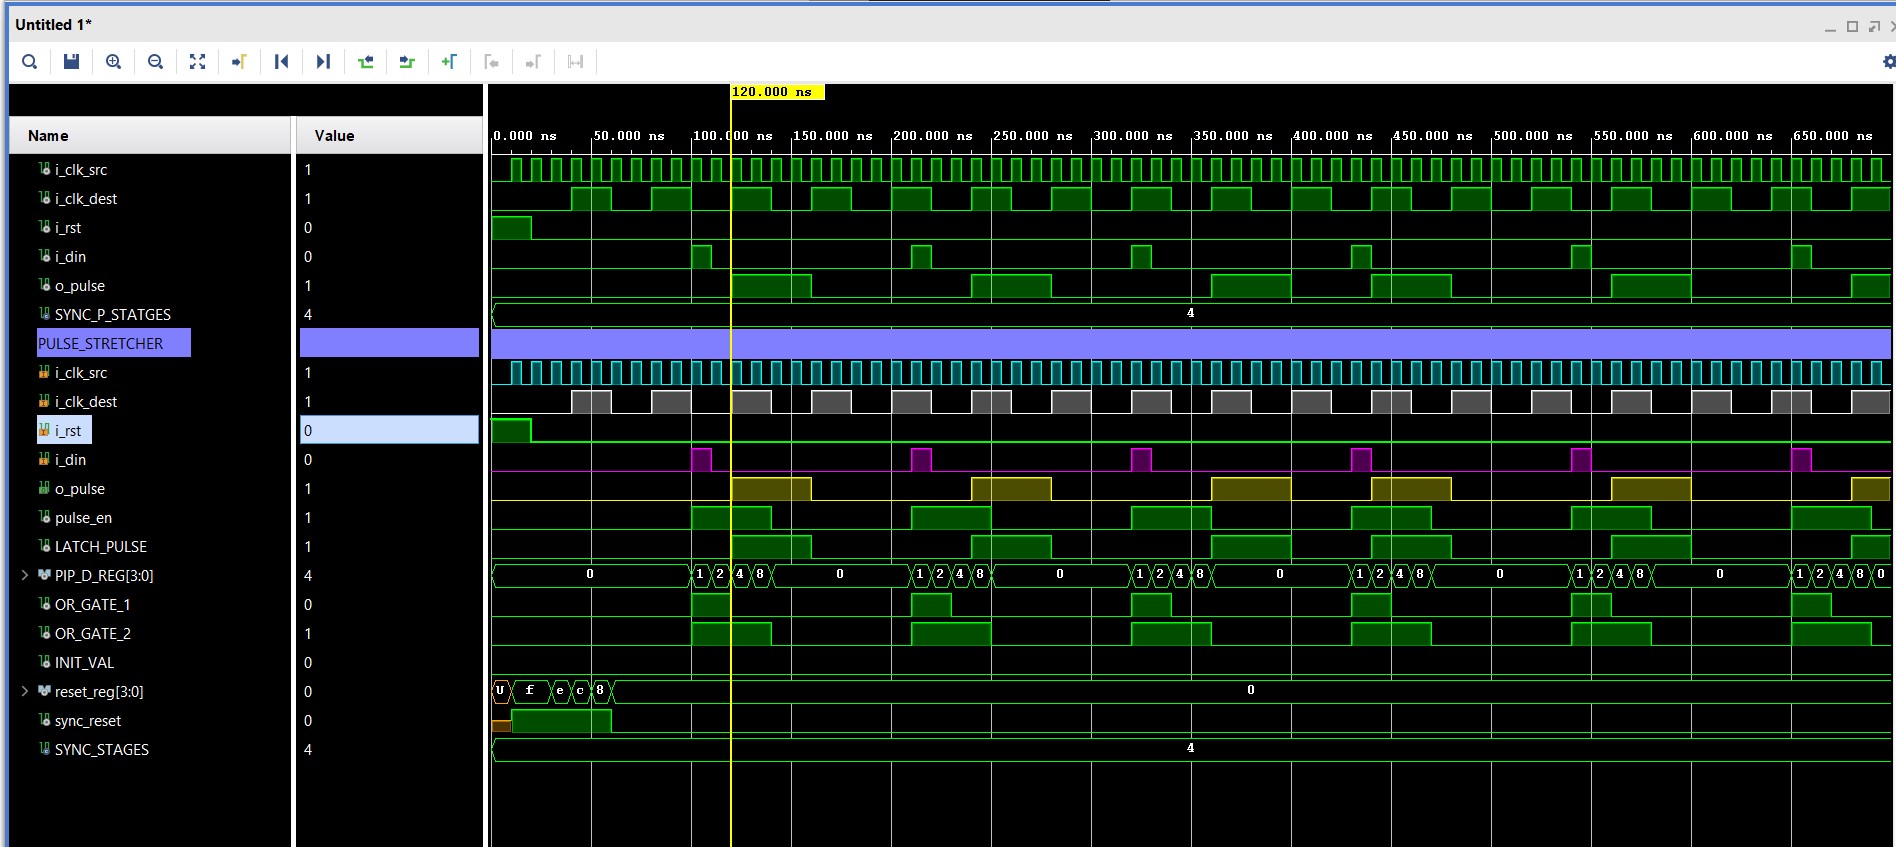 Untitled 1*
120.000 ns
Name Value
0.000 ns 50.000 ns 100.000 ns 150.000 ns 200.000 ns 250.000 ns 300.000 ns 350.000 ns 400.000 ns 450.000 ns 500.000 ns 550.000 ns 600.000 ns 650.000 ns
i_clk_src 1
i_clk_dest 1
i_rst 0
i_din 0
o_pulse 1
SYNC_P_STATGES 4 4
PULSE_STRETCHER
i_clk_src 1
i_clk_dest 1
i_rst 0
i_din 0
o_pulse 1
pulse_en 1
LATCH_PULSE 1
PIP_D_REG[3:0] 4 0 1 2 4 8 0 1 2 4 8 0 1 2 4 8 0 1 2 4 8 0 1 2 4 8 0 1 2 4 8 0
OR_GATE_1 0
OR_GATE_2 1
INIT_VAL 0
reset_reg[3:0] 0 U f e c 8 0
sync_reset 0
SYNC_STAGES 4 4